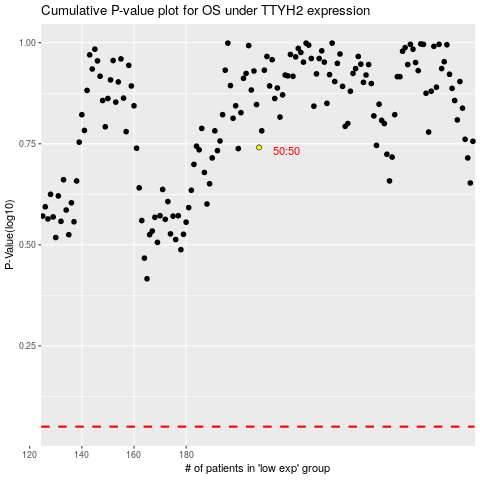 Cumulative P-value plot for OS under TTYH2 expression
1.00
0.75
0.50
0.25
P-Value(log10)
50:50
120 140 160 180
# of patients in 'low exp' group